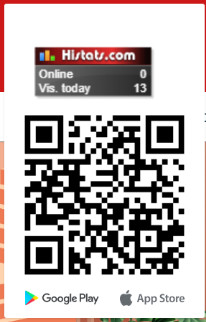 Histats.com
Online 0
Vis. today 13
Google Play
App Store